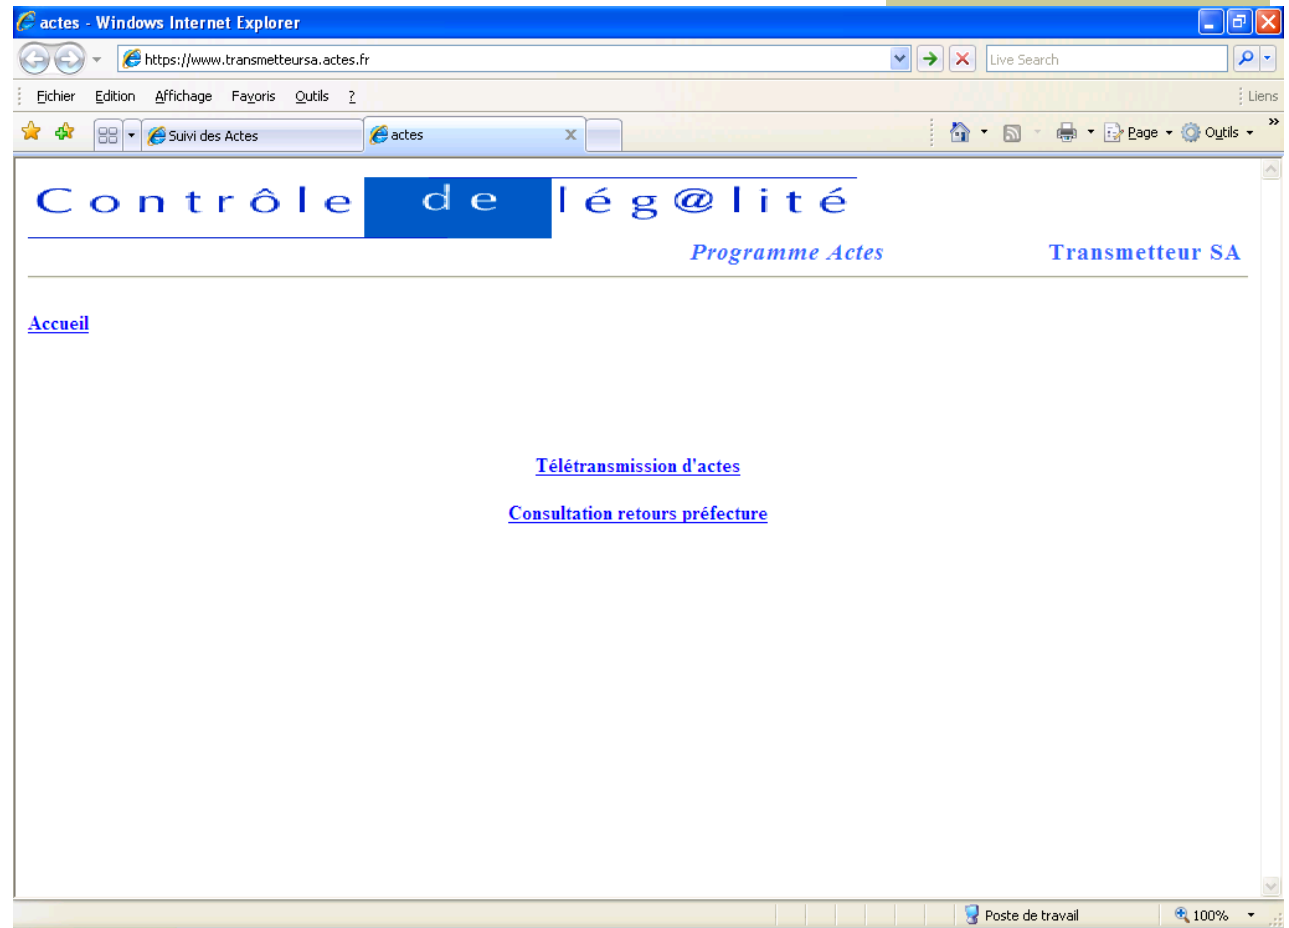 actes - Windows Internet Explorer
https://www.transmetteursa.actes.fr
Live Search
Fichier Edition Affichage Favoris Outils ?
Liens
Suivi des Actes
actes
Page
Outils
Contrôle de lég@lité
Programme Actes
Transmetteur SA
Accueil
Télétransmission d'actes
Consultation retours préfecture
Poste de travail
100%